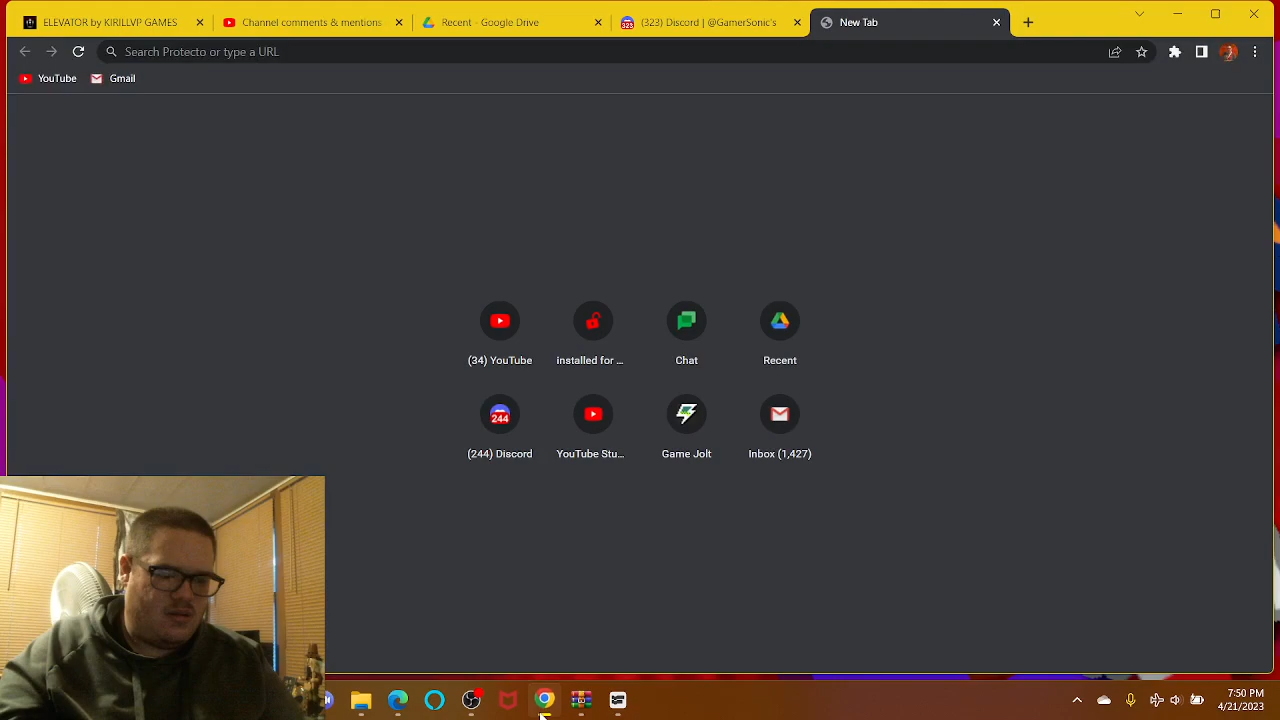 ELEVATOR by KIRILLVP GAMES
Channel comments & mentions
Recent - Google Drive
323
(323) Discord | @GamerSonic's
New Tab
Search Protecto or type a URL
YouTube
Gmail
(34) YouTube
installed for ...
Chat
Recent
244
(244) Discord
YouTube Stu...
Game Jolt
Inbox (1,427)
7:50 PM
4/21/2023